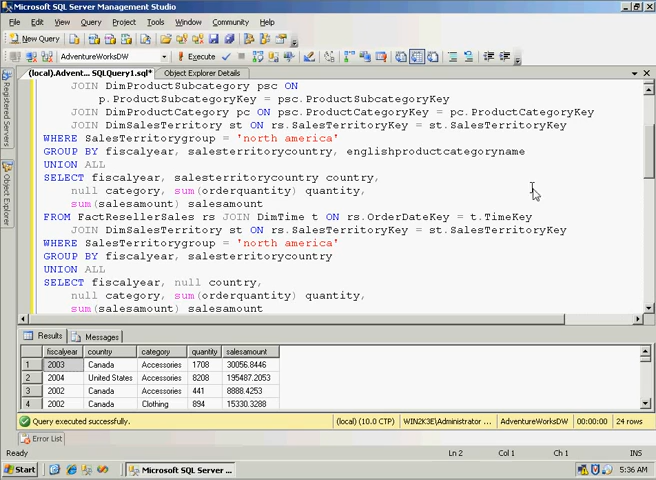 Microsoft SQL Server Management Studio
File Edit View Query Project Tools Window Community Help
New Query
AdventureWorksDW Execute
(local).Advent... SQLQuery1.sql* Object Explorer Details
Registered Servers
Object Explorer
JOIN DimProductSubcategory psc ON
p.ProductSubcategoryKey = psc.ProductSubcategoryKey
JOIN DimProductCategory pc ON psc.ProductCategoryKey = pc.ProductCategoryKey
JOIN DimSalesTerritory st ON rs.SalesTerritoryKey = st.SalesTerritoryKey
WHERE SalesTerritorygroup = 'north america'
GROUP BY fiscalyear, salesterritorycountry, englishproductcategoryname
UNION ALL
SELECT fiscalyear, salesterritorycountry country,
null category, sum(orderquantity) quantity,
sum(salesamount) salesamount
FROM FactResellerSales rs JOIN DimTime t ON rs.OrderDateKey = t.TimeKey
JOIN DimSalesTerritory st ON rs.SalesTerritoryKey = st.SalesTerritoryKey
WHERE SalesTerritorygroup = 'north america'
GROUP BY fiscalyear, salesterritorycountry
UNION ALL
SELECT fiscalyear, null country,
null category, sum(orderquantity) quantity,
sum(salesamount) salesamount
Results Messages
fiscalyear country category quantity salesamount
1 2003 Canada Accessories 1708 30056.8446
2 2004 United States Accessories 8208 195487.2053
3 2002 Canada Accessories 441 8888.4253
4 2002 Canada Clothing 894 15330.3288
Query executed successfully. (local) (10.0 CTP) WIN2K3E\Administrator ... AdventureWorksDW 00:00:00 24 rows
Error List
Ready Ln 2 Col 1 Ch 1 INS
Start Microsoft SQL Server ... 5:36 AM